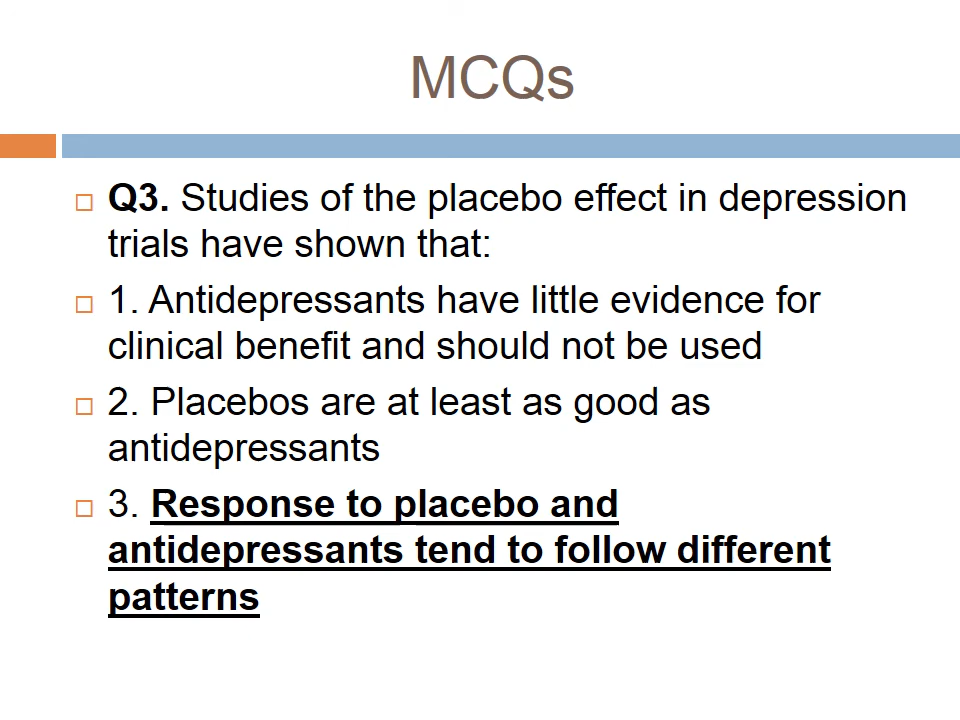 MCQs
Q3. Studies of the placebo effect in depression
trials have shown that:
1. Antidepressants have little evidence for
clinical benefit and should not be used
2. Placebos are at least as good as
antidepressants
3. Response to placebo and
antidepressants tend to follow different
patterns